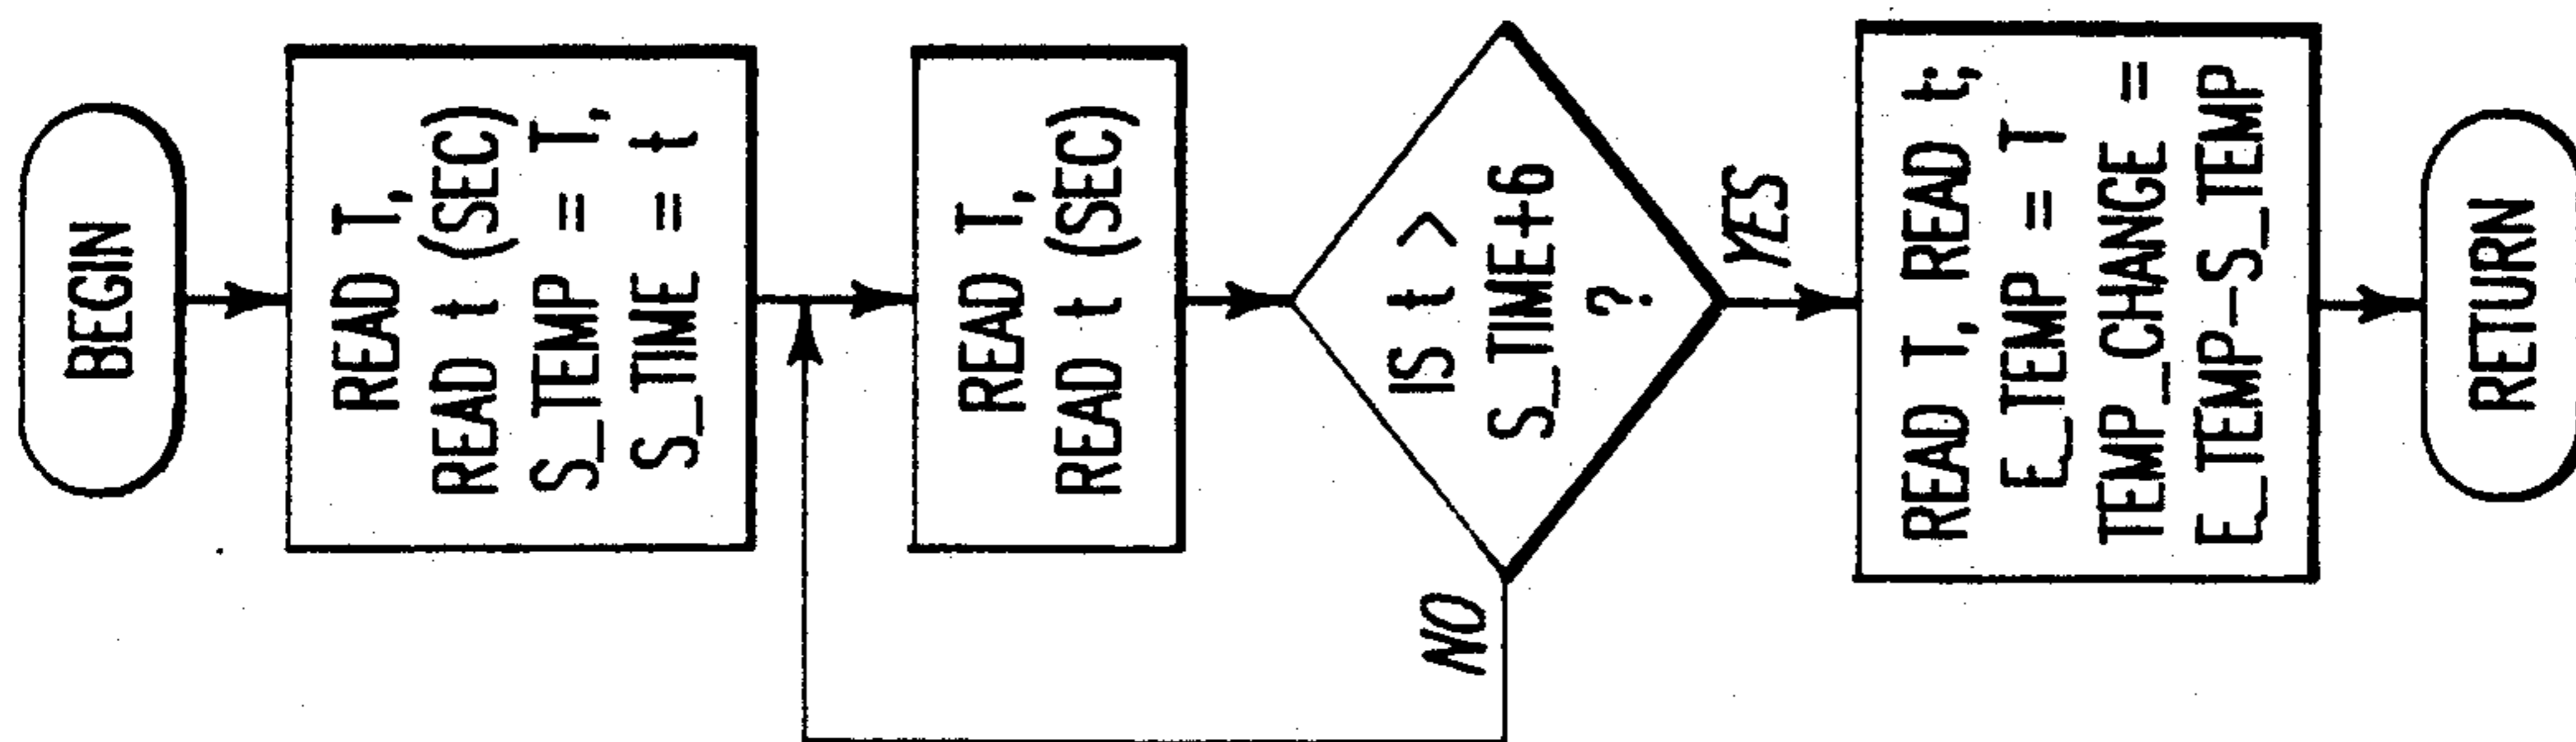 BEGIN
READ T,
READ t (SEC)
S_TEMP = T,
S_TIME = t
READ T,
READ t (SEC)
IS t >
S_TIME+6
?
NO
YES
READ T, READ t;
E_TEMP = T
TEMP_CHANGE =
E_TEMP-S_TEMP
RETURN